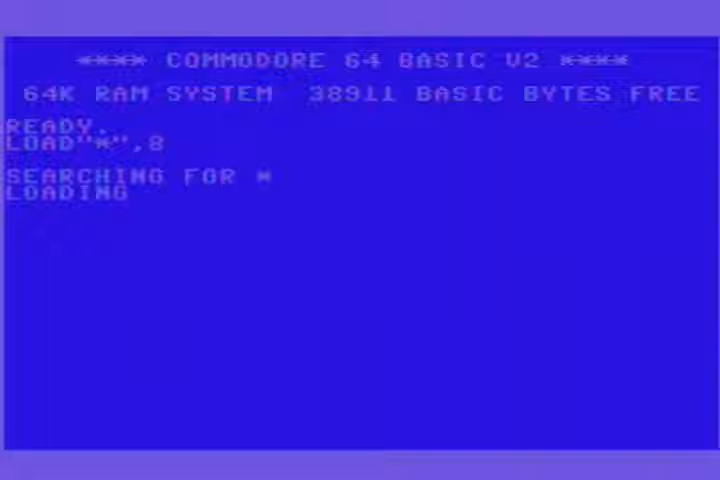 **** COMMODORE 64 BASIC V2 ****
64K RAM SYSTEM  38911 BASIC BYTES FREE
READY.
LOAD"*",8
SEARCHING FOR *
LOADING